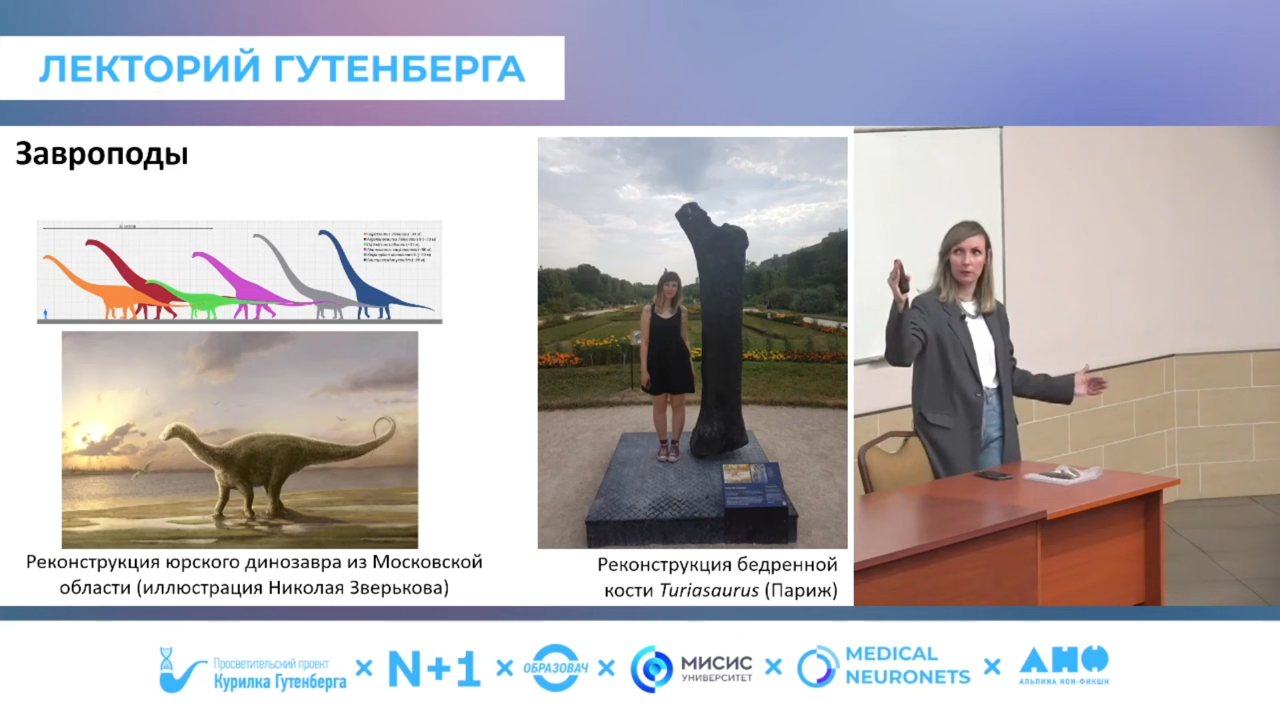 ЛЕКТОРИЙ ГУТЕНБЕРГА
Завроподы
Реконструкция юрского динозавра из Московской
области (иллюстрация Николая Зверькова)
Реконструкция бедренной
кости Turiasaurus (Париж)
Просветительский проект
Курилка Гутенберга
×
N+1
×
ОБРАЗОВАЧ
×
МИСИС
УНИВЕРСИТЕТ
×
MEDICAL
NEURONETS
×
АНФ
АЛЬПИНА НОН-ФИКШН